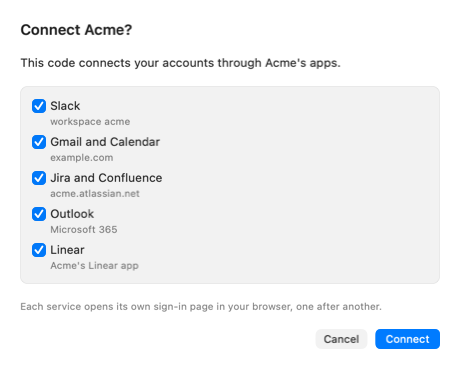 Connect Acme?
This code connects your accounts through Acme's apps.
Slack
workspace acme
Gmail and Calendar
example.com
Jira and Confluence
acme.atlassian.net
Outlook
Microsoft 365
Linear
Acme's Linear app
Each service opens its own sign-in page in your browser, one after another.
Cancel
Connect